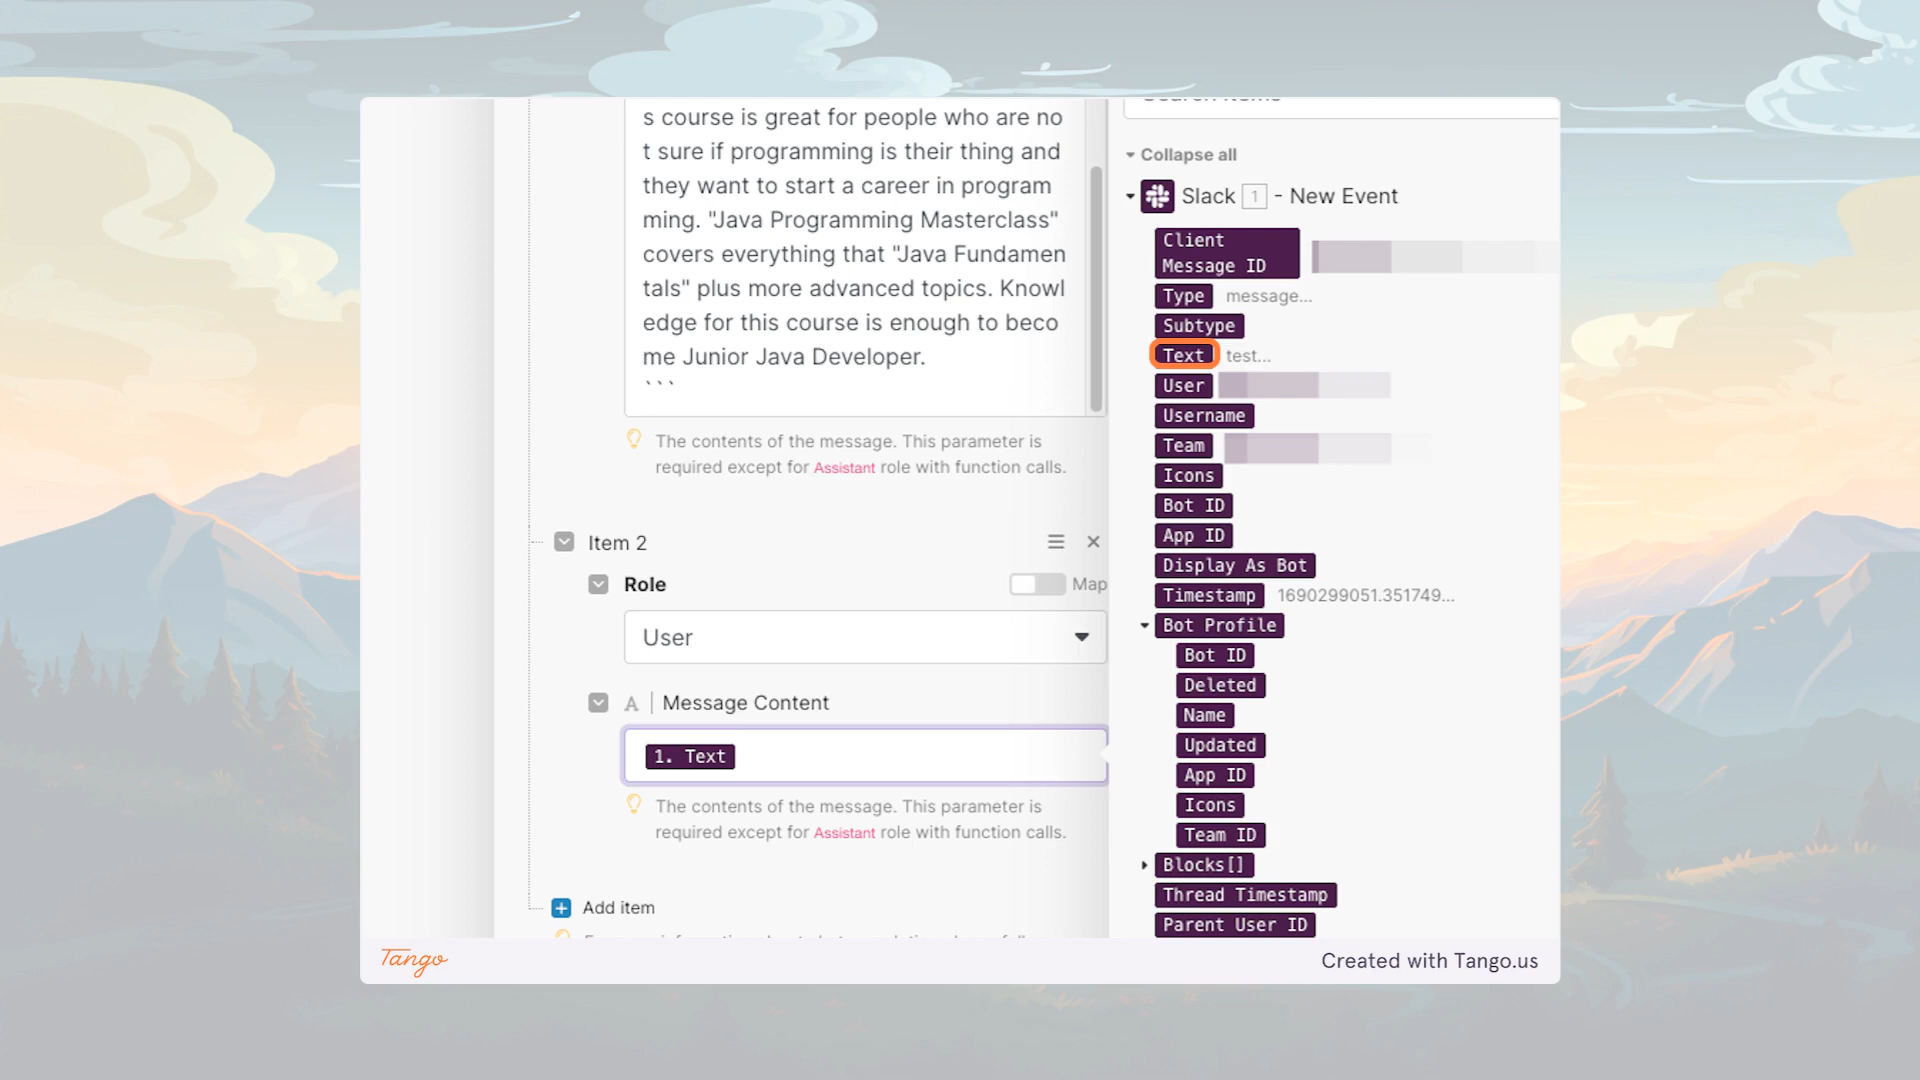 s course is great for people who are no
t sure if programming is their thing and
they want to start a career in program
ming. "Java Programming Masterclass"
covers everything that "Java Fundamen
tals" plus more advanced topics. Knowl
edge for this course is enough to beco
me Junior Java Developer.
```
The contents of the message. This parameter is
required except for Assistant role with function calls.
Item 2
Role
Map
User
A | Message Content
1. Text
The contents of the message. This parameter is
required except for Assistant role with function calls.
Add item
Collapse all
Slack 1 - New Event
Client
Message ID
Type message...
Subtype
Text test...
User
Username
Team
Icons
Bot ID
App ID
Display As Bot
Timestamp 1690299051.351749...
Bot Profile
Bot ID
Deleted
Name
Updated
App ID
Icons
Team ID
Blocks[]
Thread Timestamp
Parent User ID
Tango
Created with Tango.us